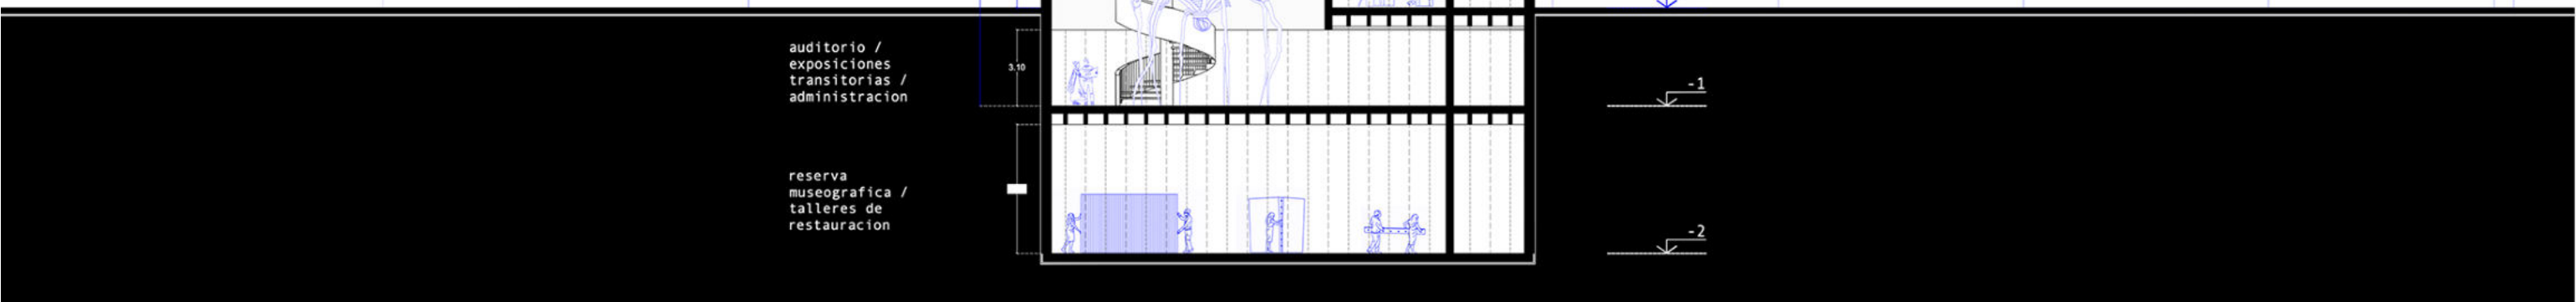 auditorio /
exposiciones
transitorias /
administracion
3.10
-1
reserva
museografica /
talleres de
restauracion
-2